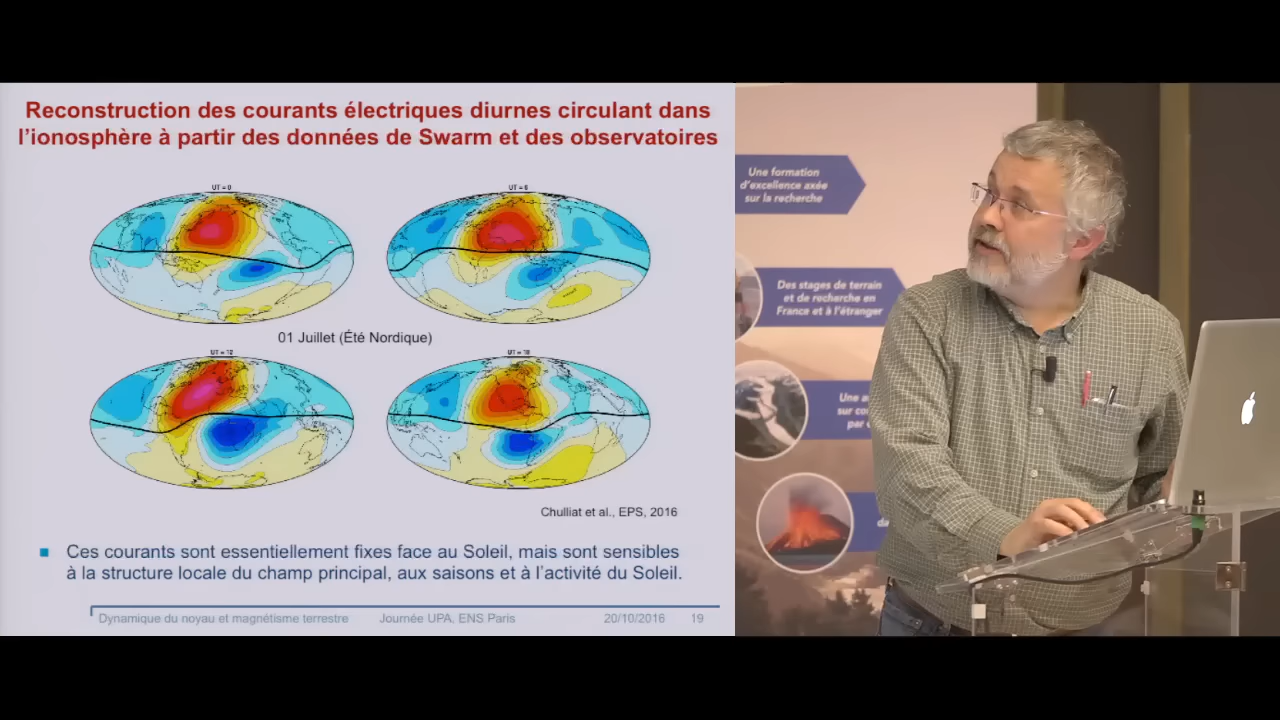 Reconstruction des courants électriques diurnes circulant dans
l'ionosphère à partir des données de Swarm et des observatoires
UT = 0
UT = 6
01 Juillet (Été Nordique)
UT = 12
UT = 18
Chulliat et al., EPS, 2016
Ces courants sont essentiellement fixes face au Soleil, mais sont sensibles
à la structure locale du champ principal, aux saisons et à l'activité du Soleil.
Dynamique du noyau et magnétisme terrestre
Journée UPA, ENS Paris
20/10/2016
19
Une formation
d'excellence axée
sur la recherche
Des stages de terrain
et de recherche en
France et à l'étranger
Une
sur
par